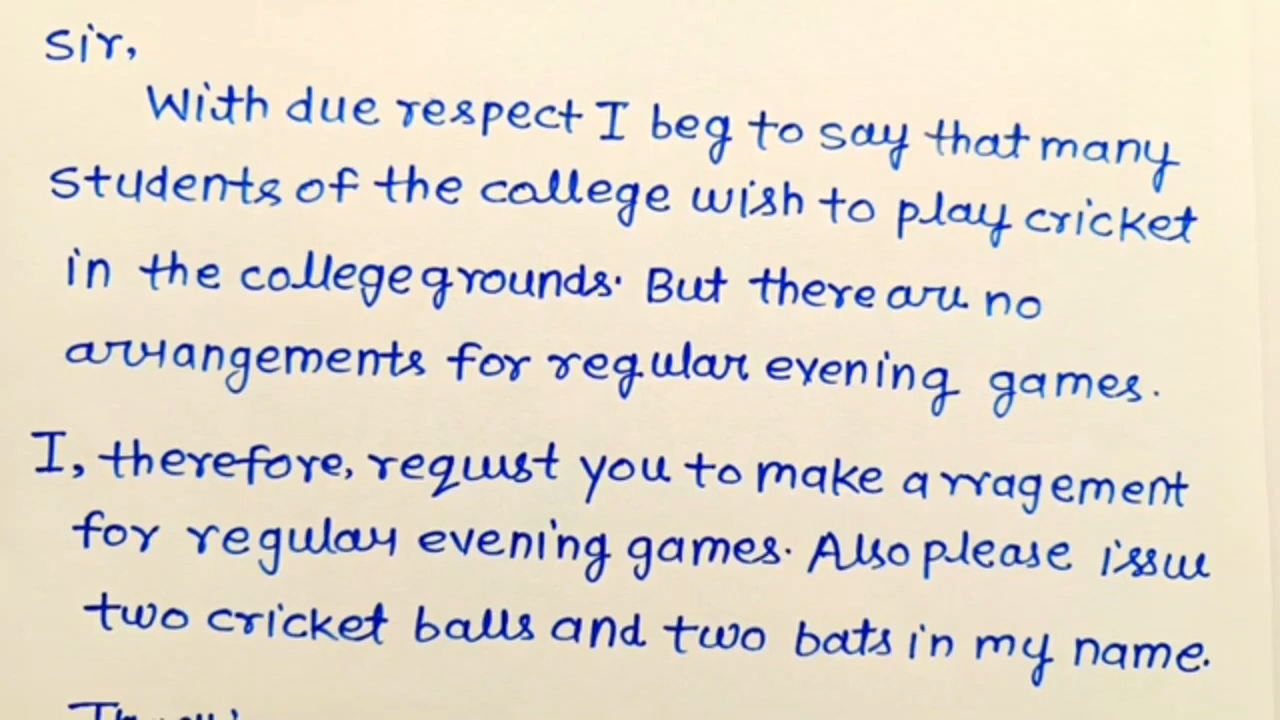 Sir,
With due respect I beg to say that many
students of the college wish to play cricket
in the college grounds. But there are no
arrangements for regular evening games.
I, therefore, request you to make arragement
for regular evening games. Also please issue
two cricket balls and two bats in my name.